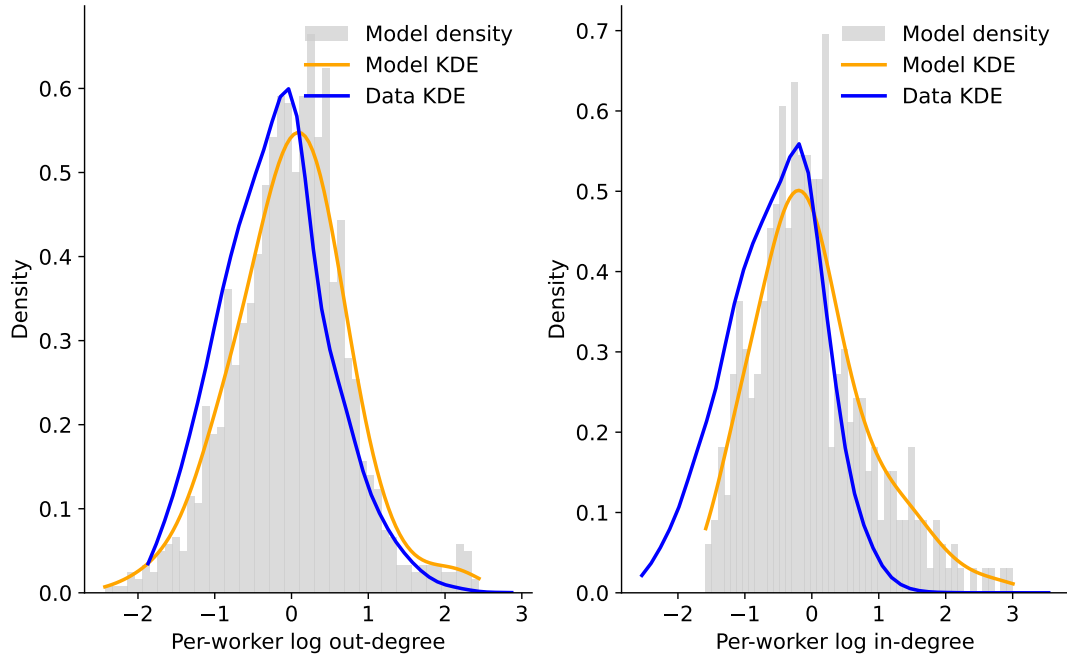 Model density
Model KDE
Data KDE
0.6
0.5
0.4
0.3
0.2
0.1
0.0
Density
−2
−1
0
1
2
3
Per-worker log out-degree
Model density
Model KDE
Data KDE
0.7
0.6
0.5
0.4
0.3
0.2
0.1
0.0
Density
−2
−1
0
1
2
3
Per-worker log in-degree